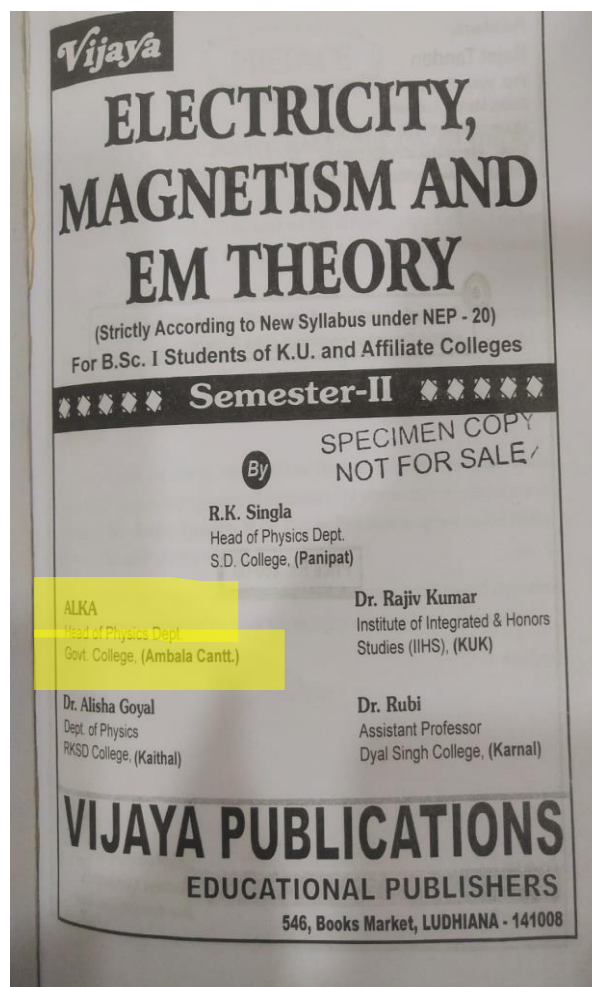 Vijaya
ELECTRICITY,
MAGNETISM AND
EM THEORY
(Strictly According to New Syllabus under NEP - 20)
For B.Sc. I Students of K.U. and Affiliate Colleges
Semester-II
SPECIMEN COPY
NOT FOR SALE
By
R.K. Singla
Head of Physics Dept.
S.D. College, (Panipat)
ALKA
Head of Physics Dept.
Govt. College, (Ambala Cantt.)
Dr. Rajiv Kumar
Institute of Integrated & Honors
Studies (IIHS), (KUK)
Dr. Alisha Goyal
Dept. of Physics
RKSD College, (Kaithal)
Dr. Rubi
Assistant Professor
Dyal Singh College, (Karnal)
VIJAYA PUBLICATIONS
EDUCATIONAL PUBLISHERS
546, Books Market, LUDHIANA - 141008